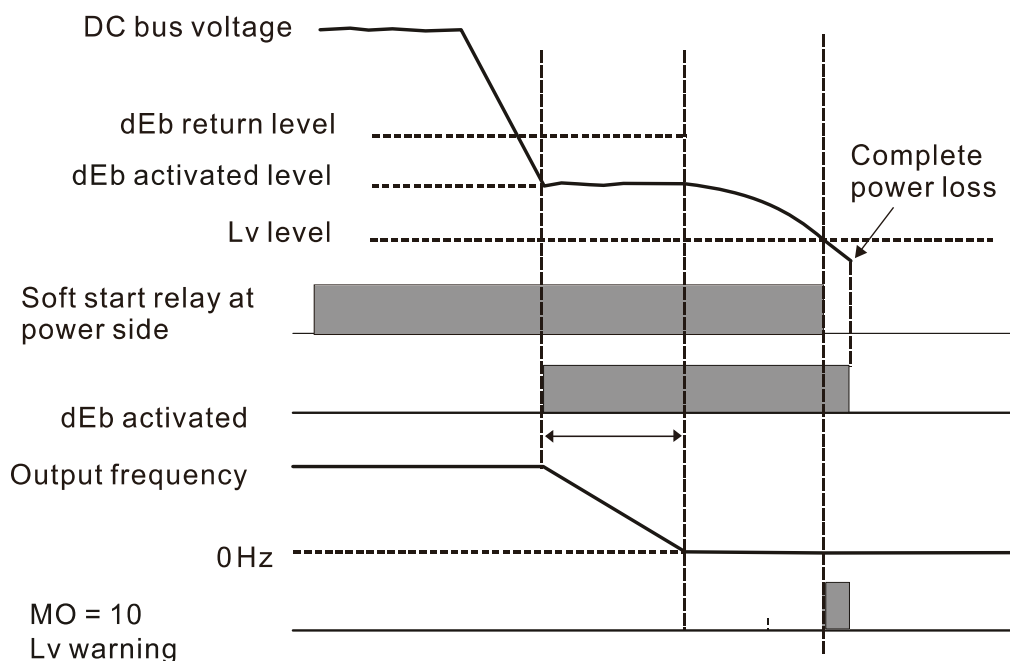 DC bus voltage
dEb return level
dEb activated level
Complete
power loss
Lv level
Soft start relay at
power side
dEb activated
Output frequency
0 Hz
MO = 10
Lv warning